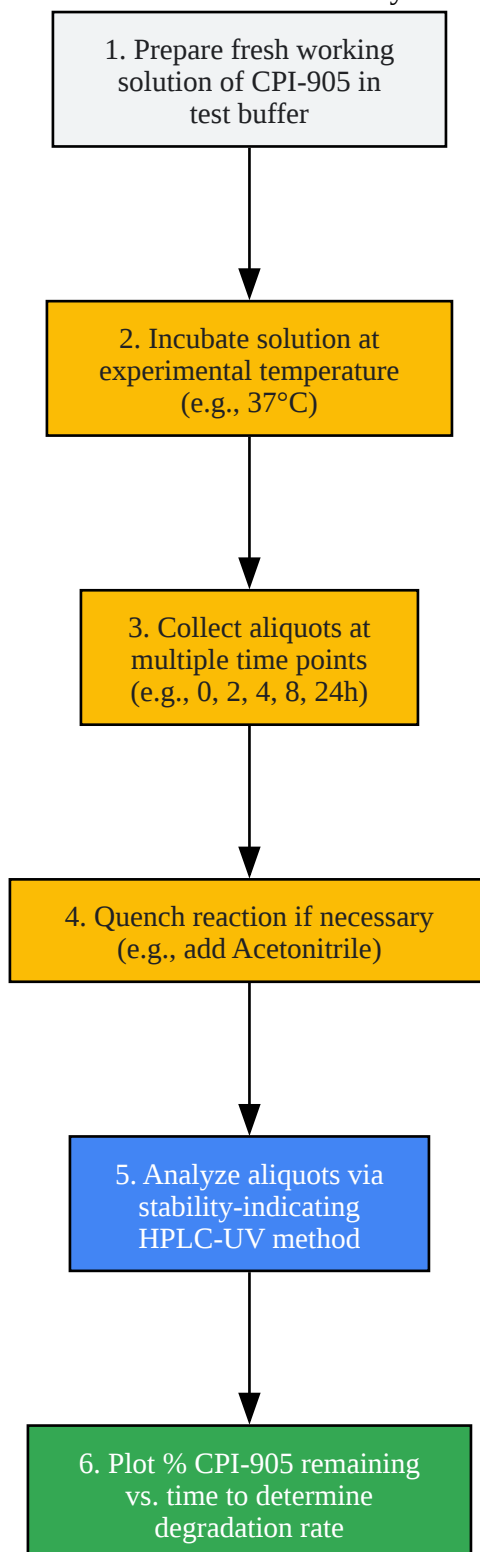 1. Prepare fresh working
solution of CPI-905 in
test buffer
2. Incubate solution at
experimental temperature
(e.g., 37°C)
3. Collect aliquots at
multiple time points
(e.g., 0, 2, 4, 8, 24h)
4. Quench reaction if necessary
(e.g., add Acetonitrile)
5. Analyze aliquots via
stability-indicating
HPLC-UV method
6. Plot % CPI-905 remaining
vs. time to determine
degradation rate